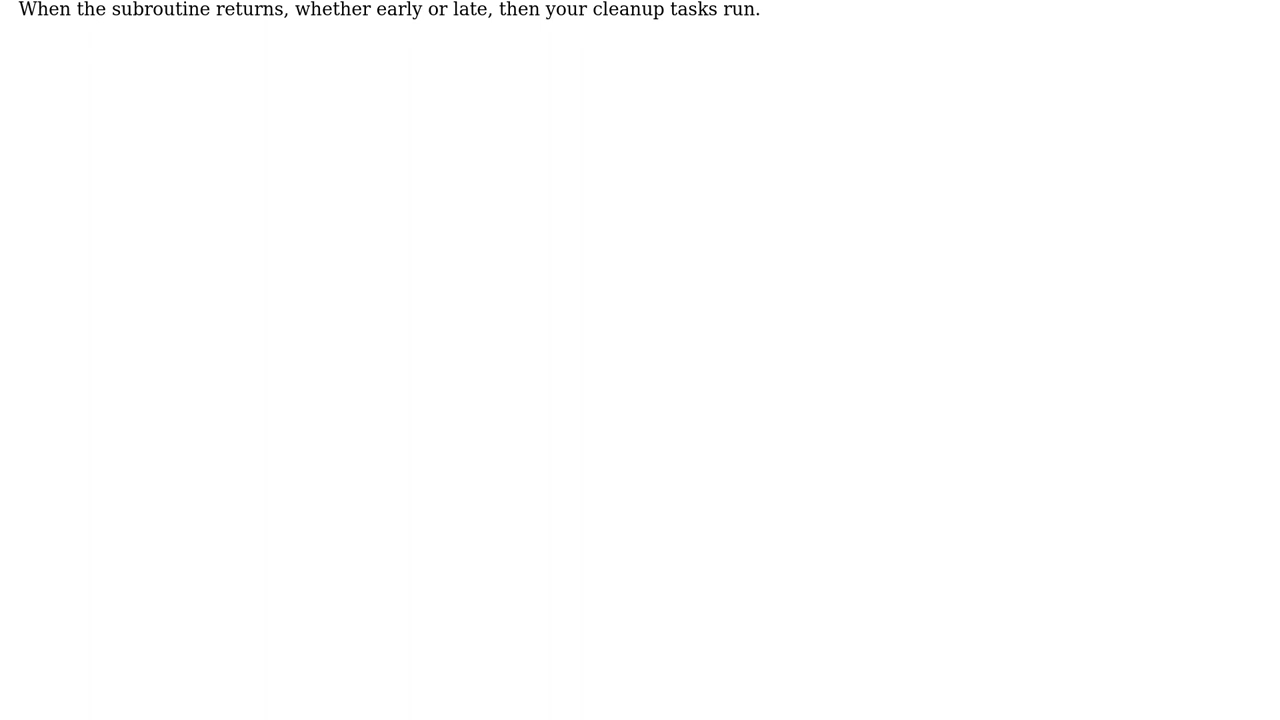 When the subroutine returns, whether early or late, then your cleanup tasks run.